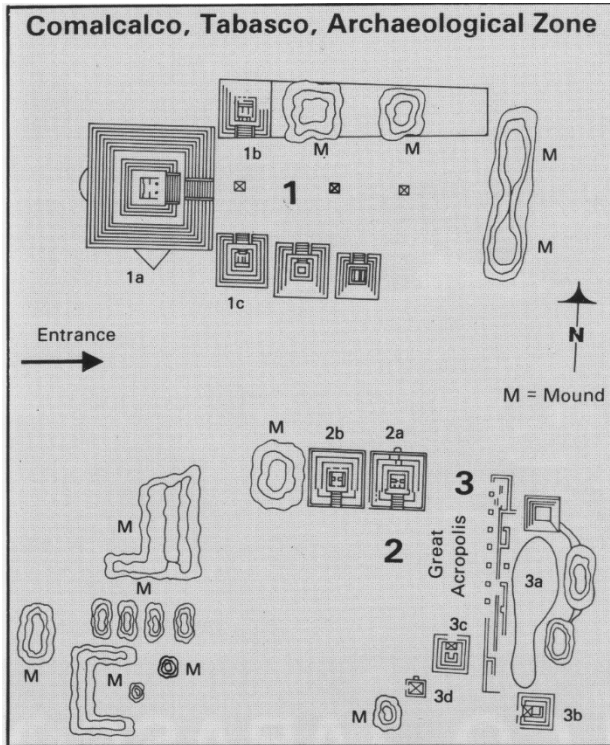 Comalcalco, Tabasco, Archaeological Zone
1b
M
M
M
1
1a
1c
M
Entrance
N
M = Mound
M
2b
2a
3
M
2
Great
Acropolis
3a
M
3c
M
M
M
3d
M
3b